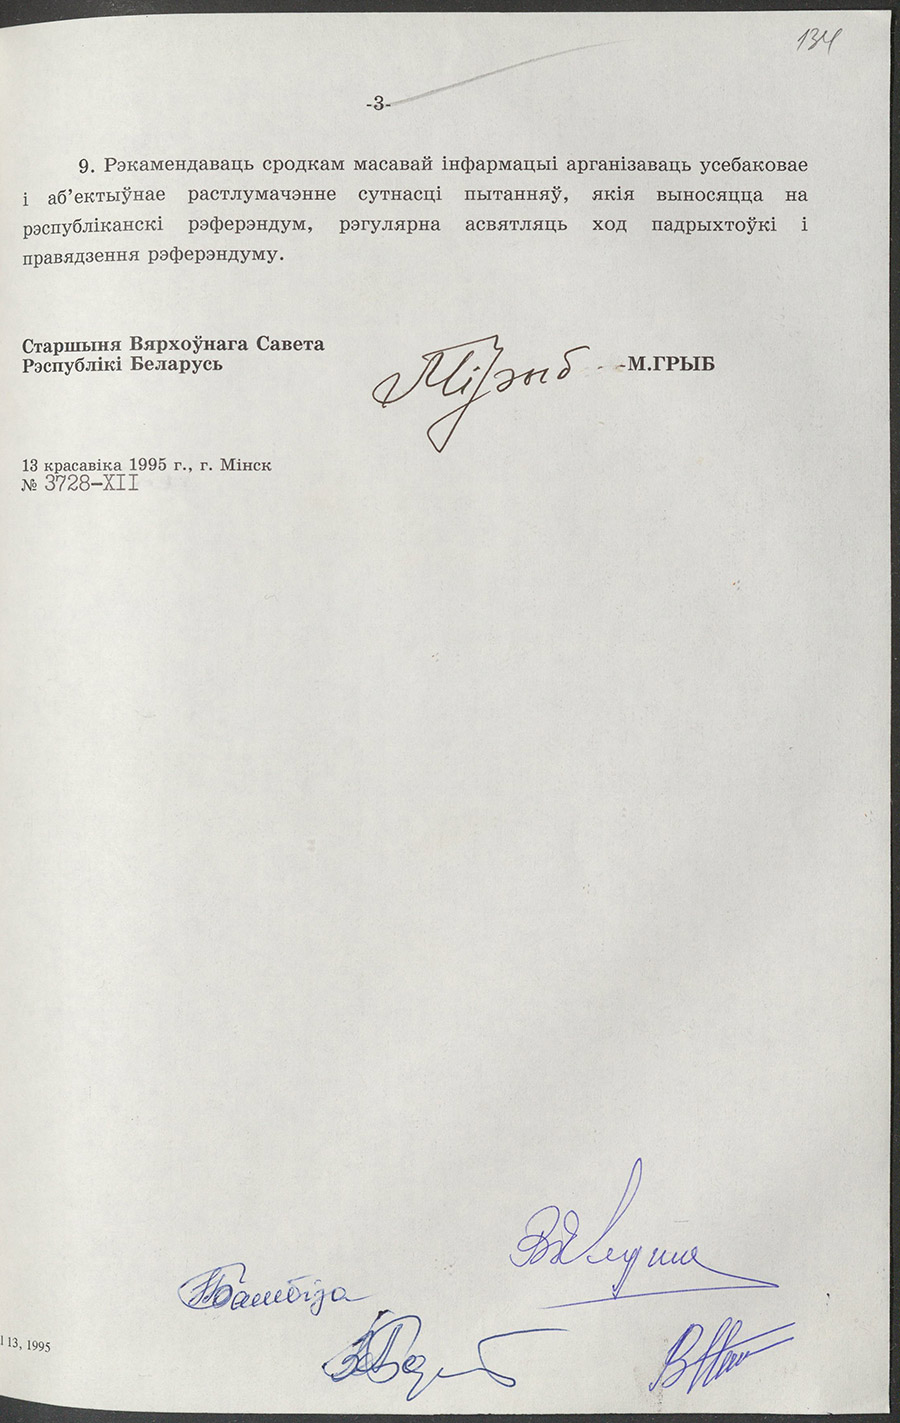 134
-3-
9. Рэкамендаваць сродкам масавай інфармацыі арганізаваць усебаковае
і аб’ектыўнае растлумачэнне сутнасці пытанняў, якія выносяцца на
рэспубліканскі рэферэндум, рэгулярна асвятляць ход падрыхтоўкі і
правядзення рэферэндуму.
Старшыня Вярхоўнага Савета
Рэспублікі Беларусь
М.ГРЫБ
13 красавіка 1995 г., г. Мінск
№ 3728-XII
l 13, 1995